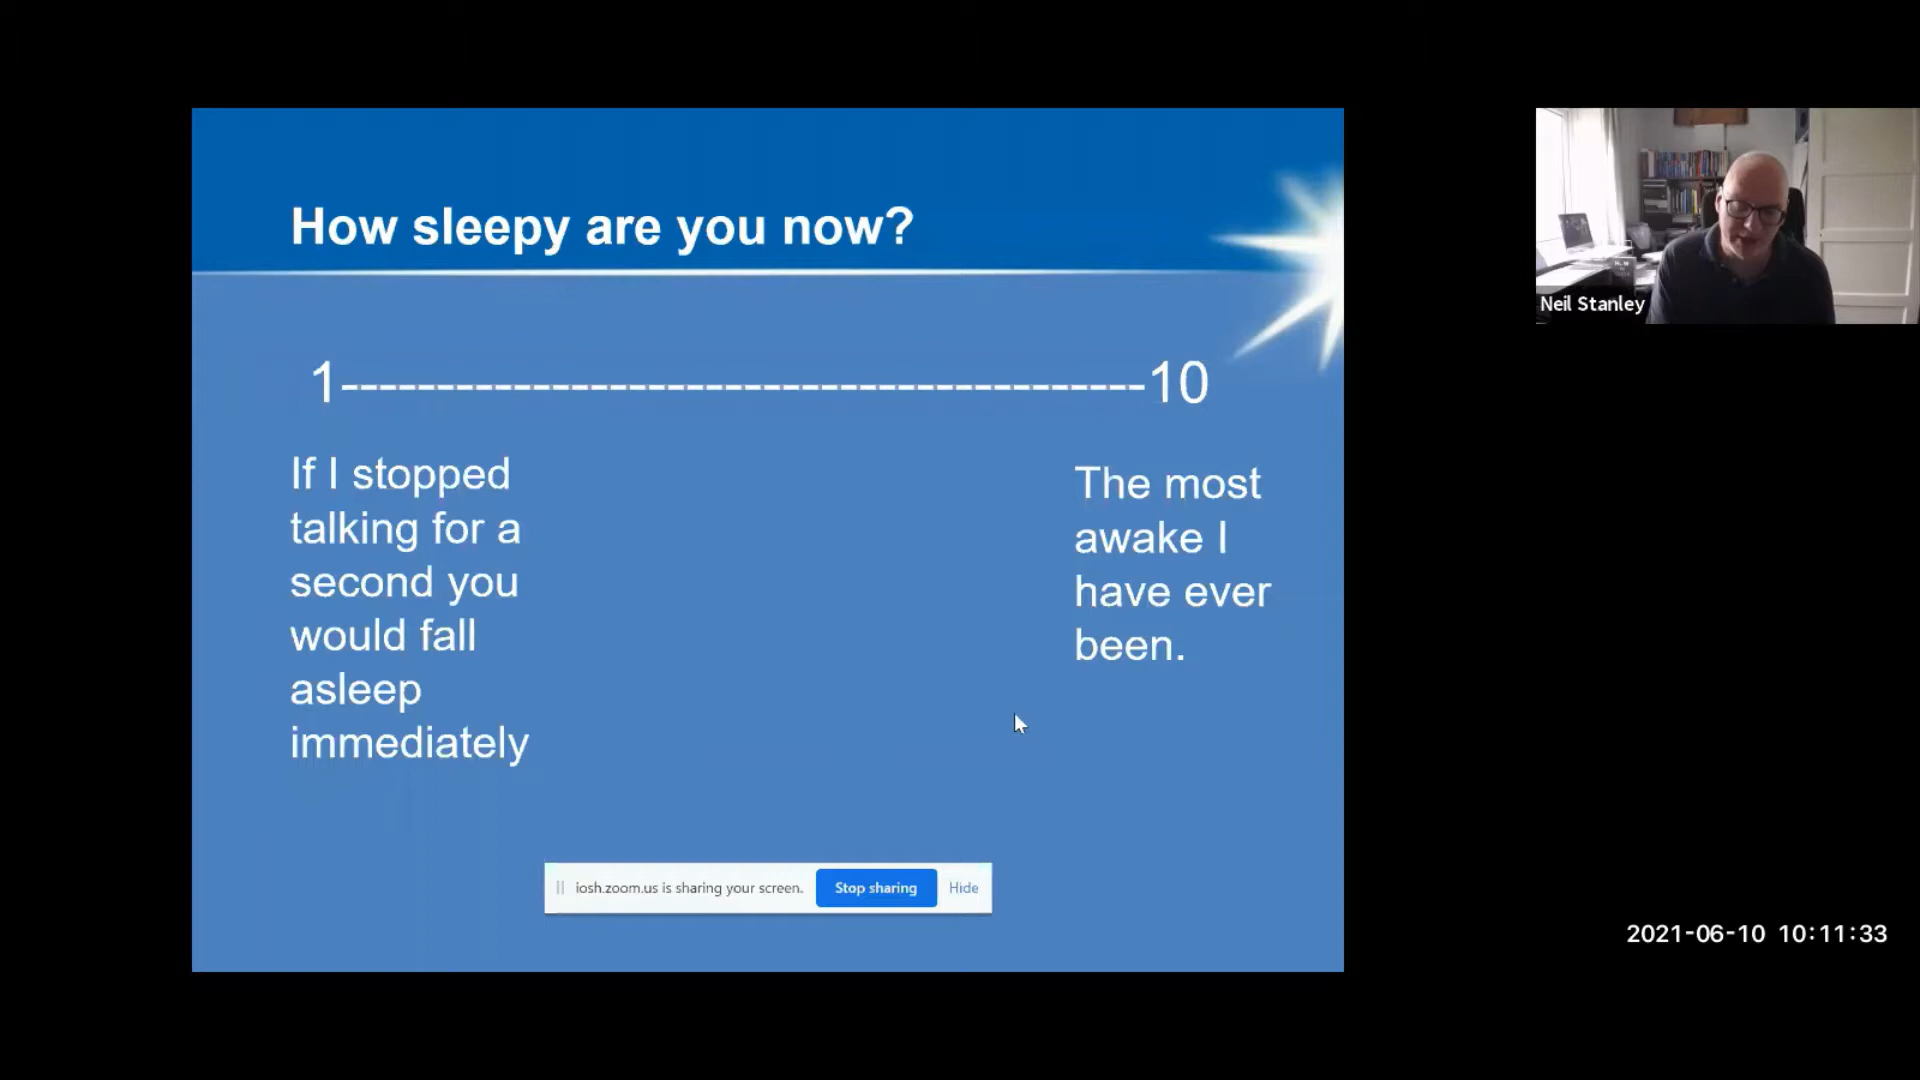 How sleepy are you now?
1------------------------------------------10
If I stopped
talking for a
second you
would fall
asleep
immediately
The most
awake I
have ever
been.
iosh.zoom.us is sharing your screen.
Stop sharing
Hide
Neil Stanley
2021-06-10 10:11:33